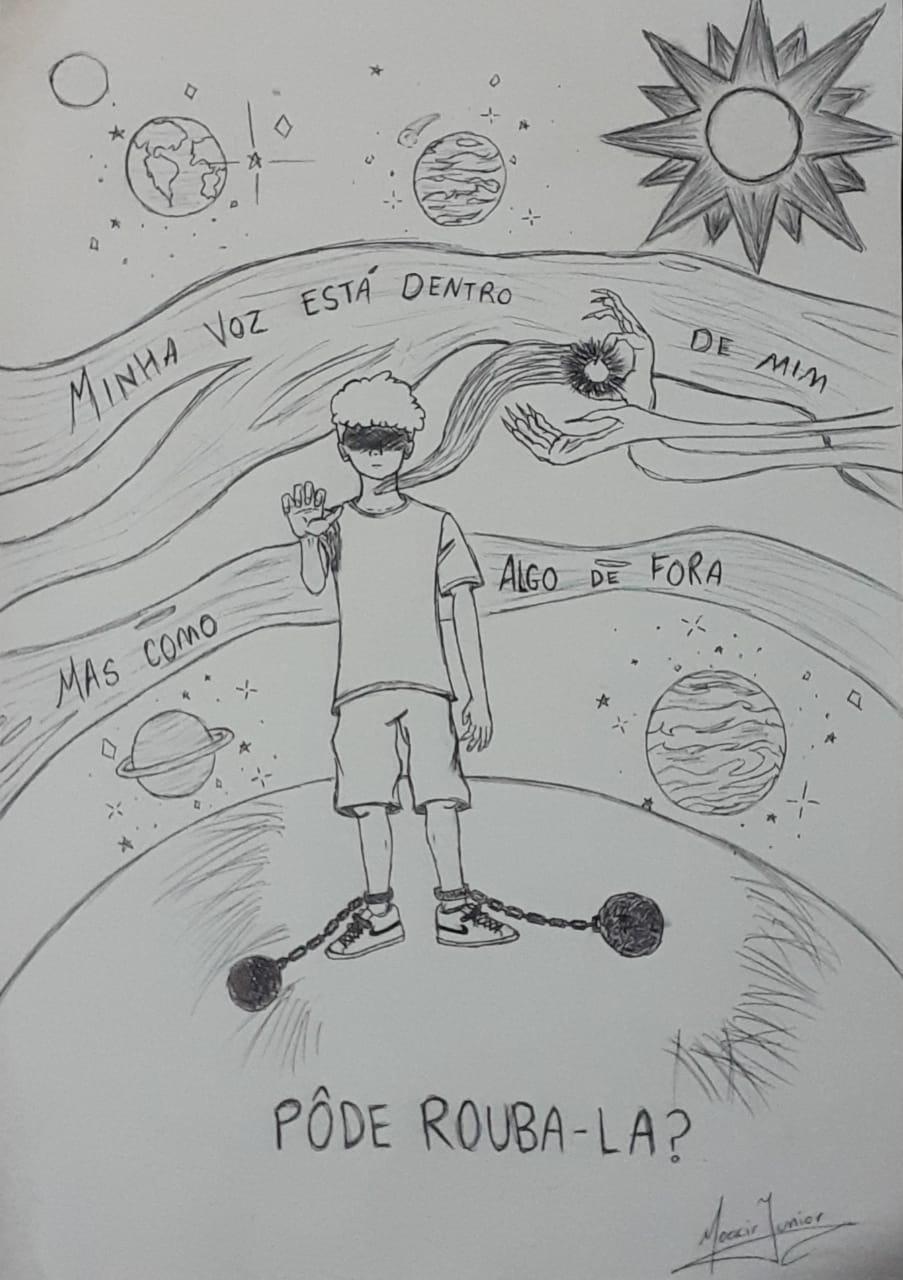 MINHA VOZ ESTÁ DENTRO DE MIM
MAS COMO ALGO DE FORA
PÔDE ROUBA-LA?
Moacir Junior